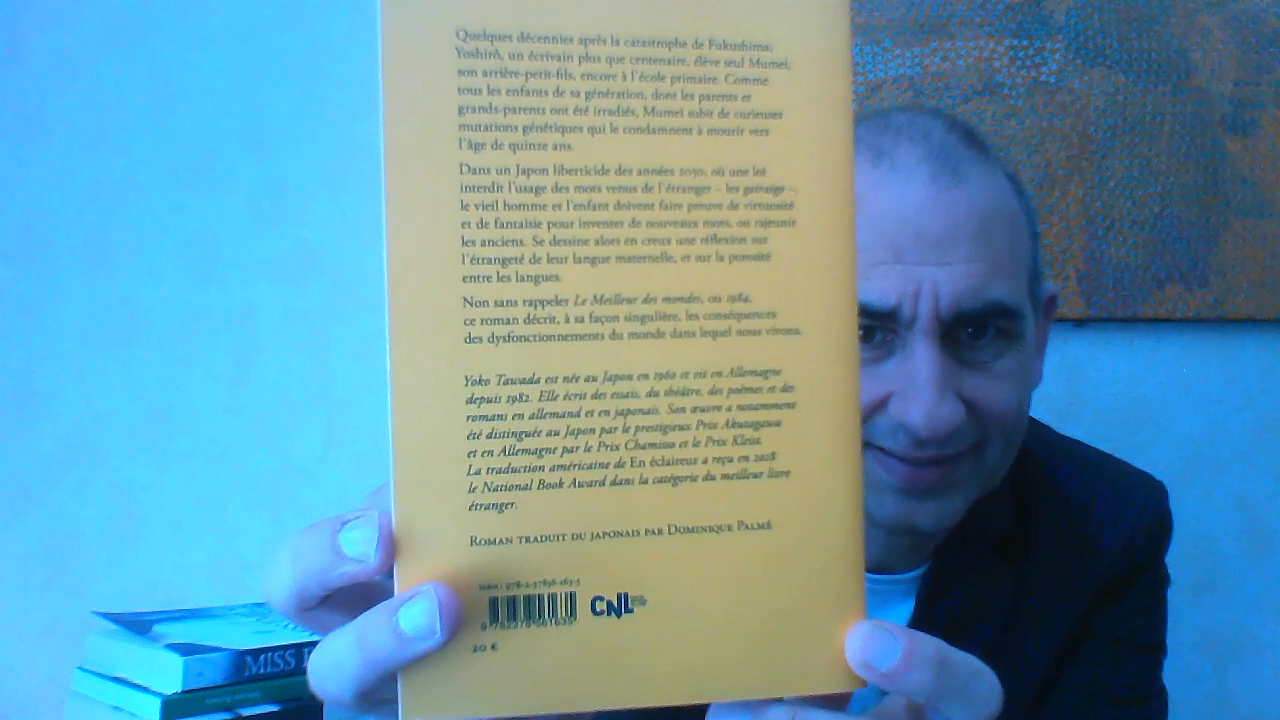 Quelques décennies après la catastrophe de Fukushima,
Yoshirô, un écrivain plus que centenaire, élève seul Mumei,
son arrière-petit-fils, encore à l'école primaire. Comme
tous les enfants de sa génération, dont les parents et
grands-parents ont été irradiés, Mumei subit de curieuses
mutations génétiques qui le condamnent à mourir vers
l'âge de quinze ans.
Dans un Japon liberticide des années 2050, où une loi
interdit l'usage des mots venus de l'étranger – les gairaigo –,
le vieil homme et l'enfant doivent faire preuve de virtuosité
et de fantaisie pour inventer de nouveaux mots, ou rajeunir
les anciens. Se dessine alors en creux une réflexion sur
l'étrangeté de leur langue maternelle, et sur la porosité
entre les langues.
Non sans rappeler Le Meilleur des mondes, ou 1984,
ce roman décrit, à sa façon singulière, les conséquences
des dysfonctionnements du monde dans lequel nous vivons.
Yoko Tawada est née au Japon en 1960 et vit en Allemagne
depuis 1982. Elle écrit des essais, du théâtre, des poèmes et des
romans en allemand et en japonais. Son œuvre a notamment
été distinguée au Japon par le prestigieux Prix Akutagawa
et en Allemagne par le Prix Chamisso et le Prix Kleist.
La traduction américaine de En éclaireur a reçu en 2018
le National Book Award dans la catégorie du meilleur livre
étranger.
ROMAN TRADUIT DU JAPONAIS PAR DOMINIQUE PALMÉ
ISBN : 978-2-37856-163-5
CNL
20 €
MISS